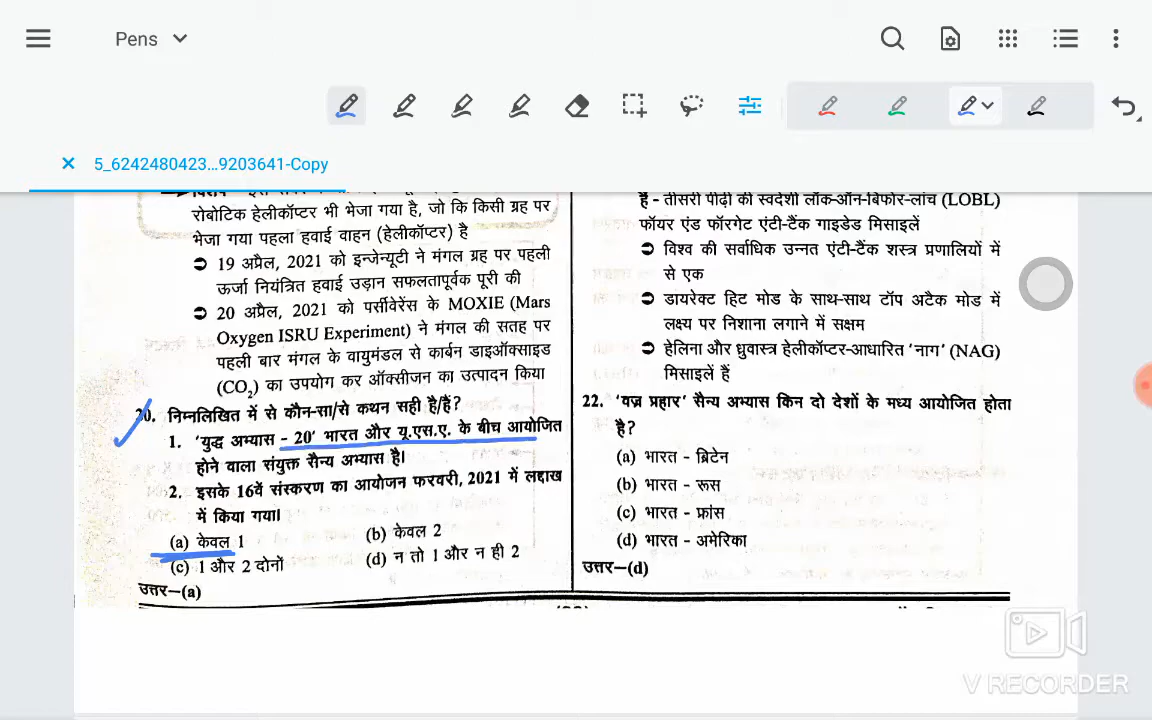 Pens
5_6242480423...9203641-Copy
रोबोटिक हेलीकॉप्टर भी भेजा गया है, जो कि किसी ग्रह पर
भेजा गया पहला हवाई वाहन (हेलीकॉप्टर) है
➲ 19 अप्रैल, 2021 को इन्जेन्यूटी ने मंगल ग्रह पर पहली
ऊर्जा नियंत्रित हवाई उड़ान सफलतापूर्वक पूरी की
➲ 20 अप्रैल, 2021 को पर्सीवेरेंस के MOXIE (Mars
Oxygen ISRU Experiment) ने मंगल की सतह पर
पहली बार मंगल के वायुमंडल से कार्बन डाइऑक्साइड
(CO₂) का उपयोग कर ऑक्सीजन का उत्पादन किया
20. निम्नलिखित में से कौन-सा/से कथन सही है/हैं?
1. 'युद्ध अभ्यास - 20' भारत और यू.एस.ए. के बीच आयोजित
होने वाला संयुक्त सैन्य अभ्यास है।
2. इसके 16वें संस्करण का आयोजन फरवरी, 2021 में लद्दाख
में किया गया।
(a) केवल 1 (b) केवल 2
(c) 1 और 2 दोनों (d) न तो 1 और न ही 2
उत्तर–(a)
हैं - तीसरी पीढ़ी की स्वदेशी लॉक-ऑन-बिफोर-लांच (LOBL)
फॉयर एंड फॉरगेट एंटी-टैंक गाइडेड मिसाइलें
➲ विश्व की सर्वाधिक उन्नत एंटी-टैंक शस्त्र प्रणालियों में
से एक
➲ डायरेक्ट हिट मोड के साथ-साथ टॉप अटैक मोड में
लक्ष्य पर निशाना लगाने में सक्षम
➲ हेलिना और ध्रुवास्त्र हेलीकॉप्टर-आधारित 'नाग' (NAG)
मिसाइलें हैं
22. 'वज्र प्रहार' सैन्य अभ्यास किन दो देशों के मध्य आयोजित होता
है?
(a) भारत - ब्रिटेन
(b) भारत - रूस
(c) भारत - फ्रांस
(d) भारत - अमेरिका
उत्तर–(d)
V RECORDER